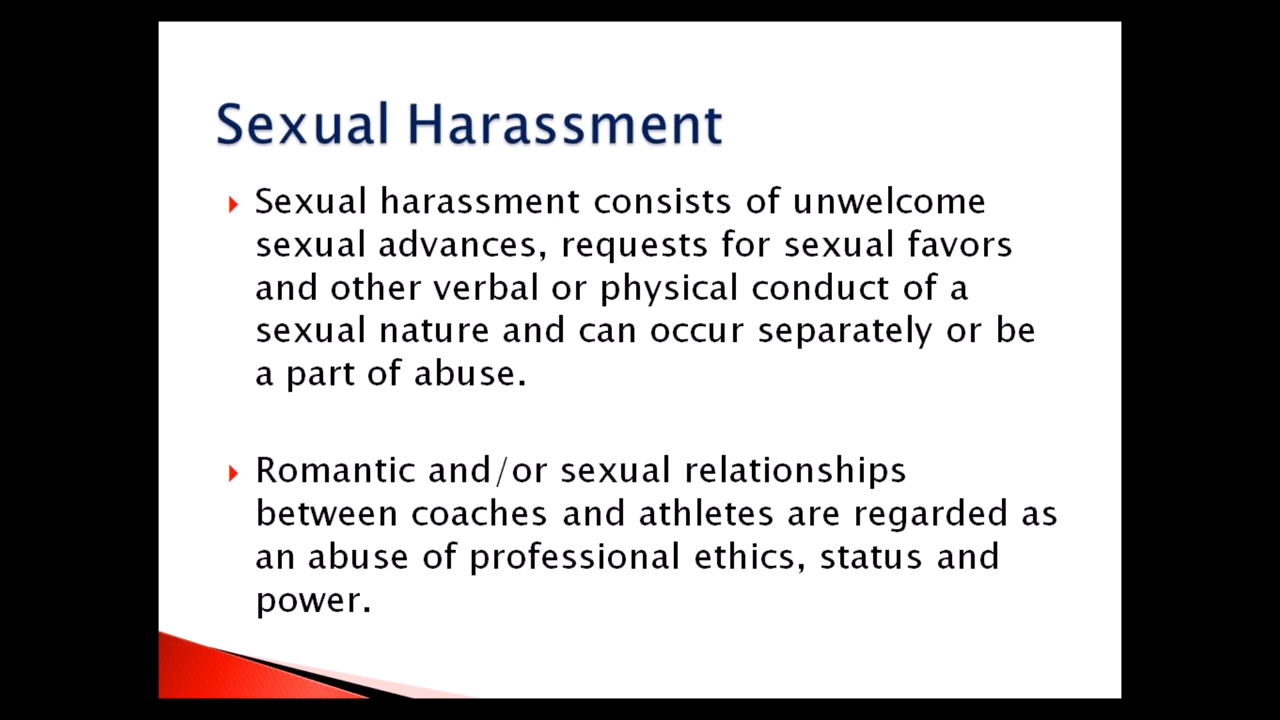 Sexual Harassment
Sexual harassment consists of unwelcome
sexual advances, requests for sexual favors
and other verbal or physical conduct of a
sexual nature and can occur separately or be
a part of abuse.
Romantic and/or sexual relationships
between coaches and athletes are regarded as
an abuse of professional ethics, status and
power.